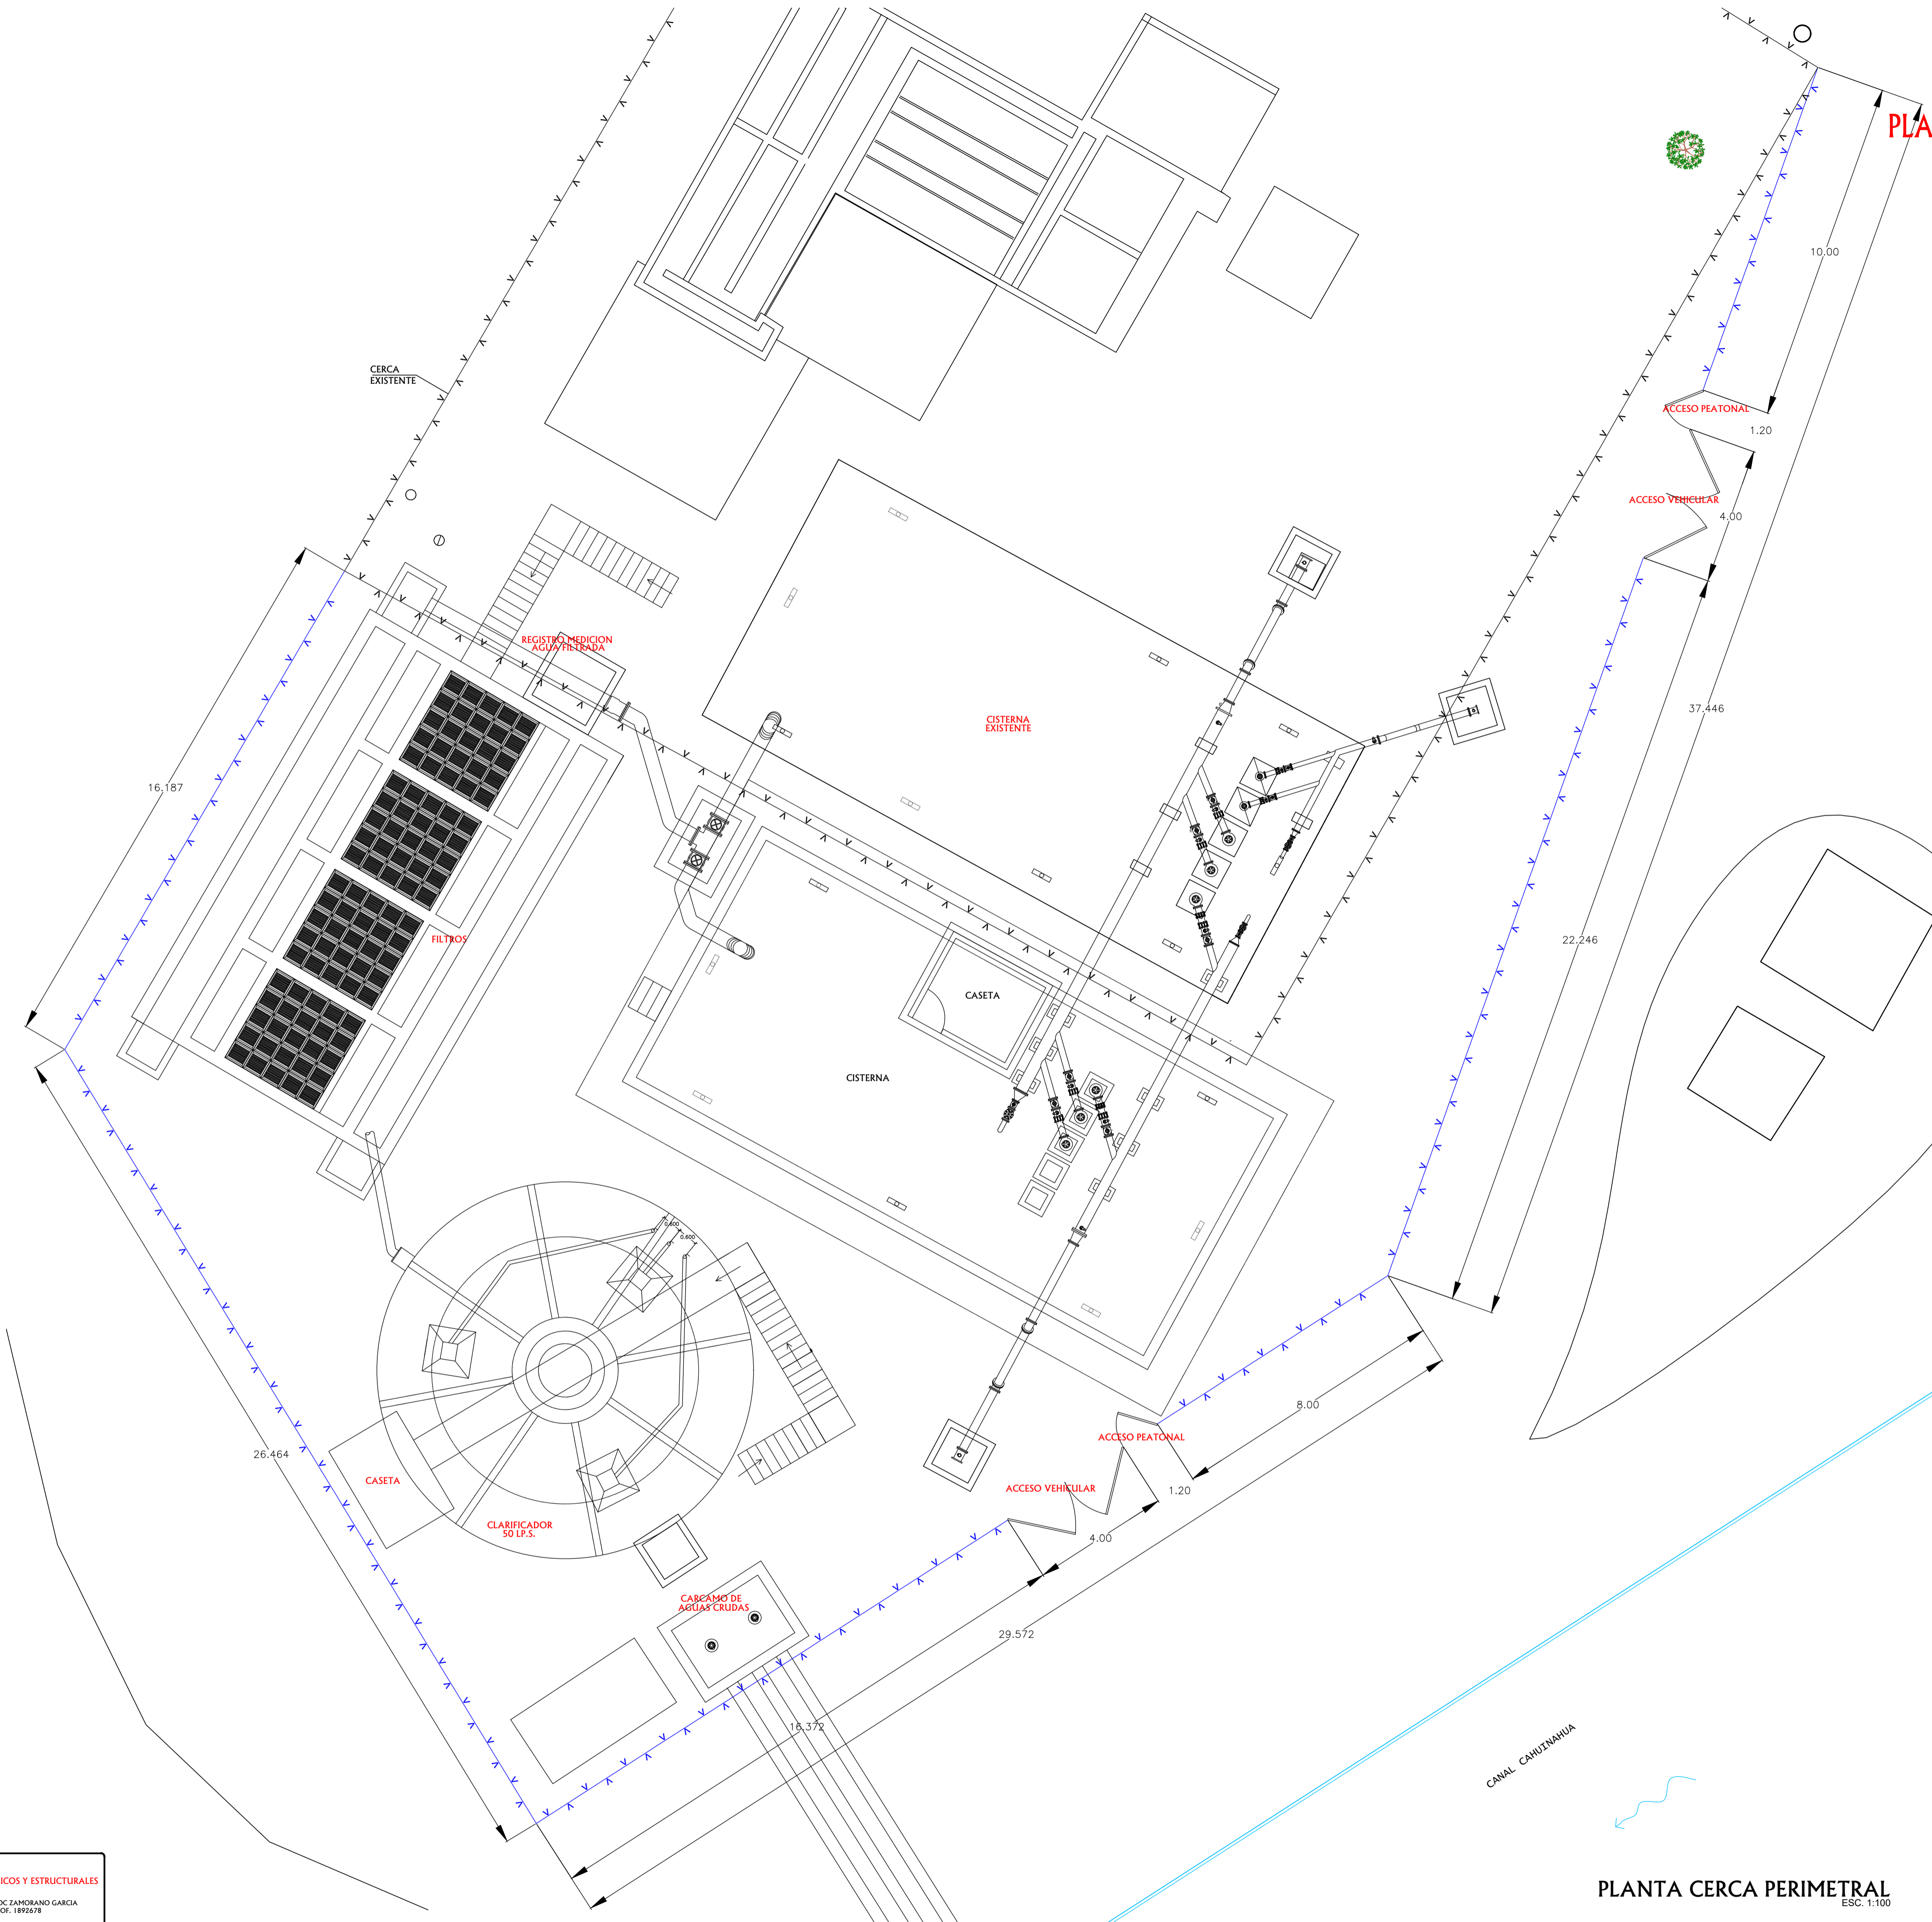 PLA
10.00
ACCESO PEATONAL
1.20
ACCESO VEHICULAR
4.00
CERCA
EXISTENTE
REGISTRO MEDICION
AGUA FILTRADA
CISTERNA
EXISTENTE
37.446
16.187
22.246
FILTROS
CASETA
CISTERNA
0.600
0.600
8.00
ACCESO PEATONAL
26.464
CASETA
ACCESO VEHICULAR
1.20
CLARIFICADOR
50 LP.S.
4.00
CARCAMO DE
AGUAS CRUDAS
29.572
16.372
CANAL CAHUINAHUA
ICOS Y ESTRUCTURALES
OC ZAMORANO GARCIA
OF. 1892678
PLANTA CERCA PERIMETRAL
ESC. 1:100